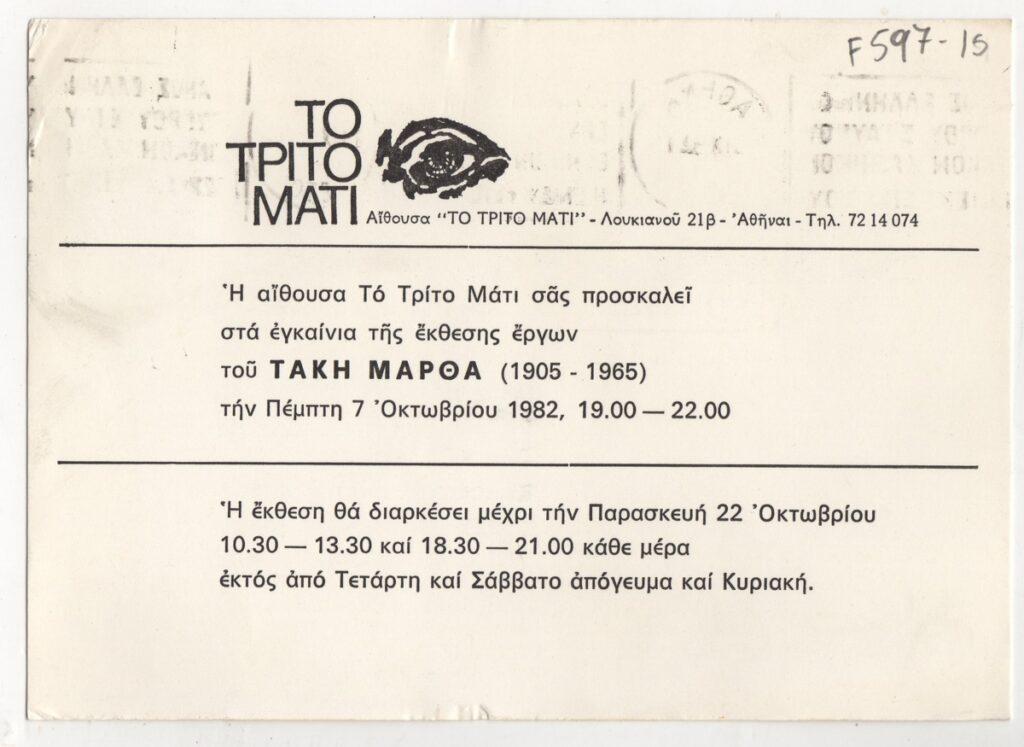 F597-15
ΤΟ
ΤΡΙΤΟ
ΜΑΤΙ
Αἴθουσα “ΤΟ ΤΡΙΤΟ ΜΑΤΙ” - Λουκιανοῦ 21β - Ἀθῆναι - Τηλ. 72 14 074
Ἡ αἴθουσα Τό Τρίτο Μάτι σᾶς προσκαλεῖ
στά ἐγκαίνια τῆς ἔκθεσης ἔργων
τοῦ ΤΑΚΗ ΜΑΡΘΑ (1905 - 1965)
τήν Πέμπτη 7 Ὀκτωβρίου 1982, 19.00 — 22.00
Ἡ ἔκθεση θά διαρκέσει μέχρι τήν Παρασκευή 22 Ὀκτωβρίου
10.30 — 13.30 καί 18.30 — 21.00 κάθε μέρα
ἐκτός ἀπό Τετάρτη καί Σάββατο ἀπόγευμα καί Κυριακή.